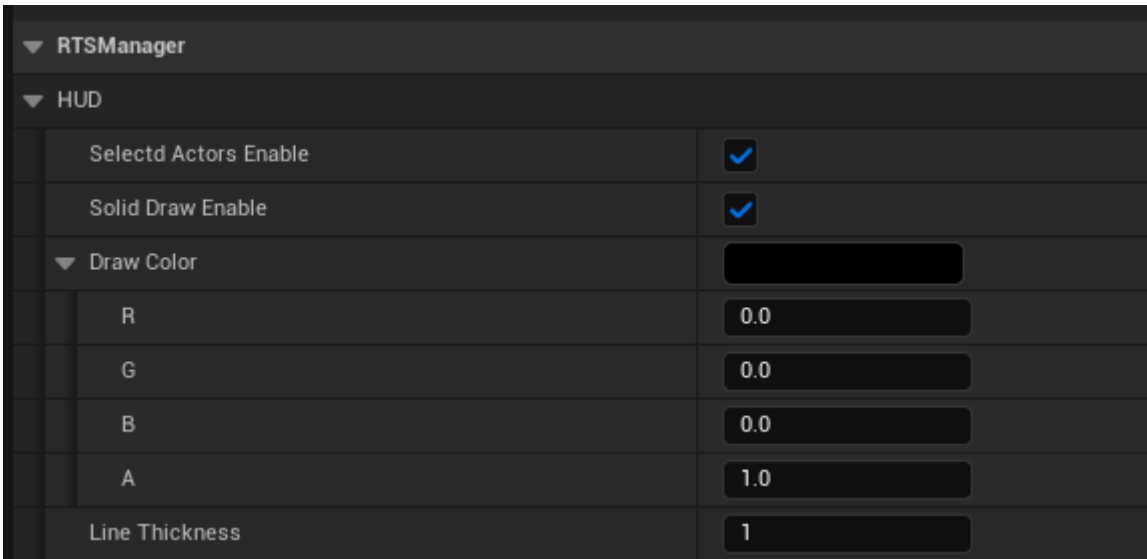 RTSManager
HUD
Selectd Actors Enable
Solid Draw Enable
Draw Color
R 0.0
G 0.0
B 0.0
A 1.0
Line Thickness 1